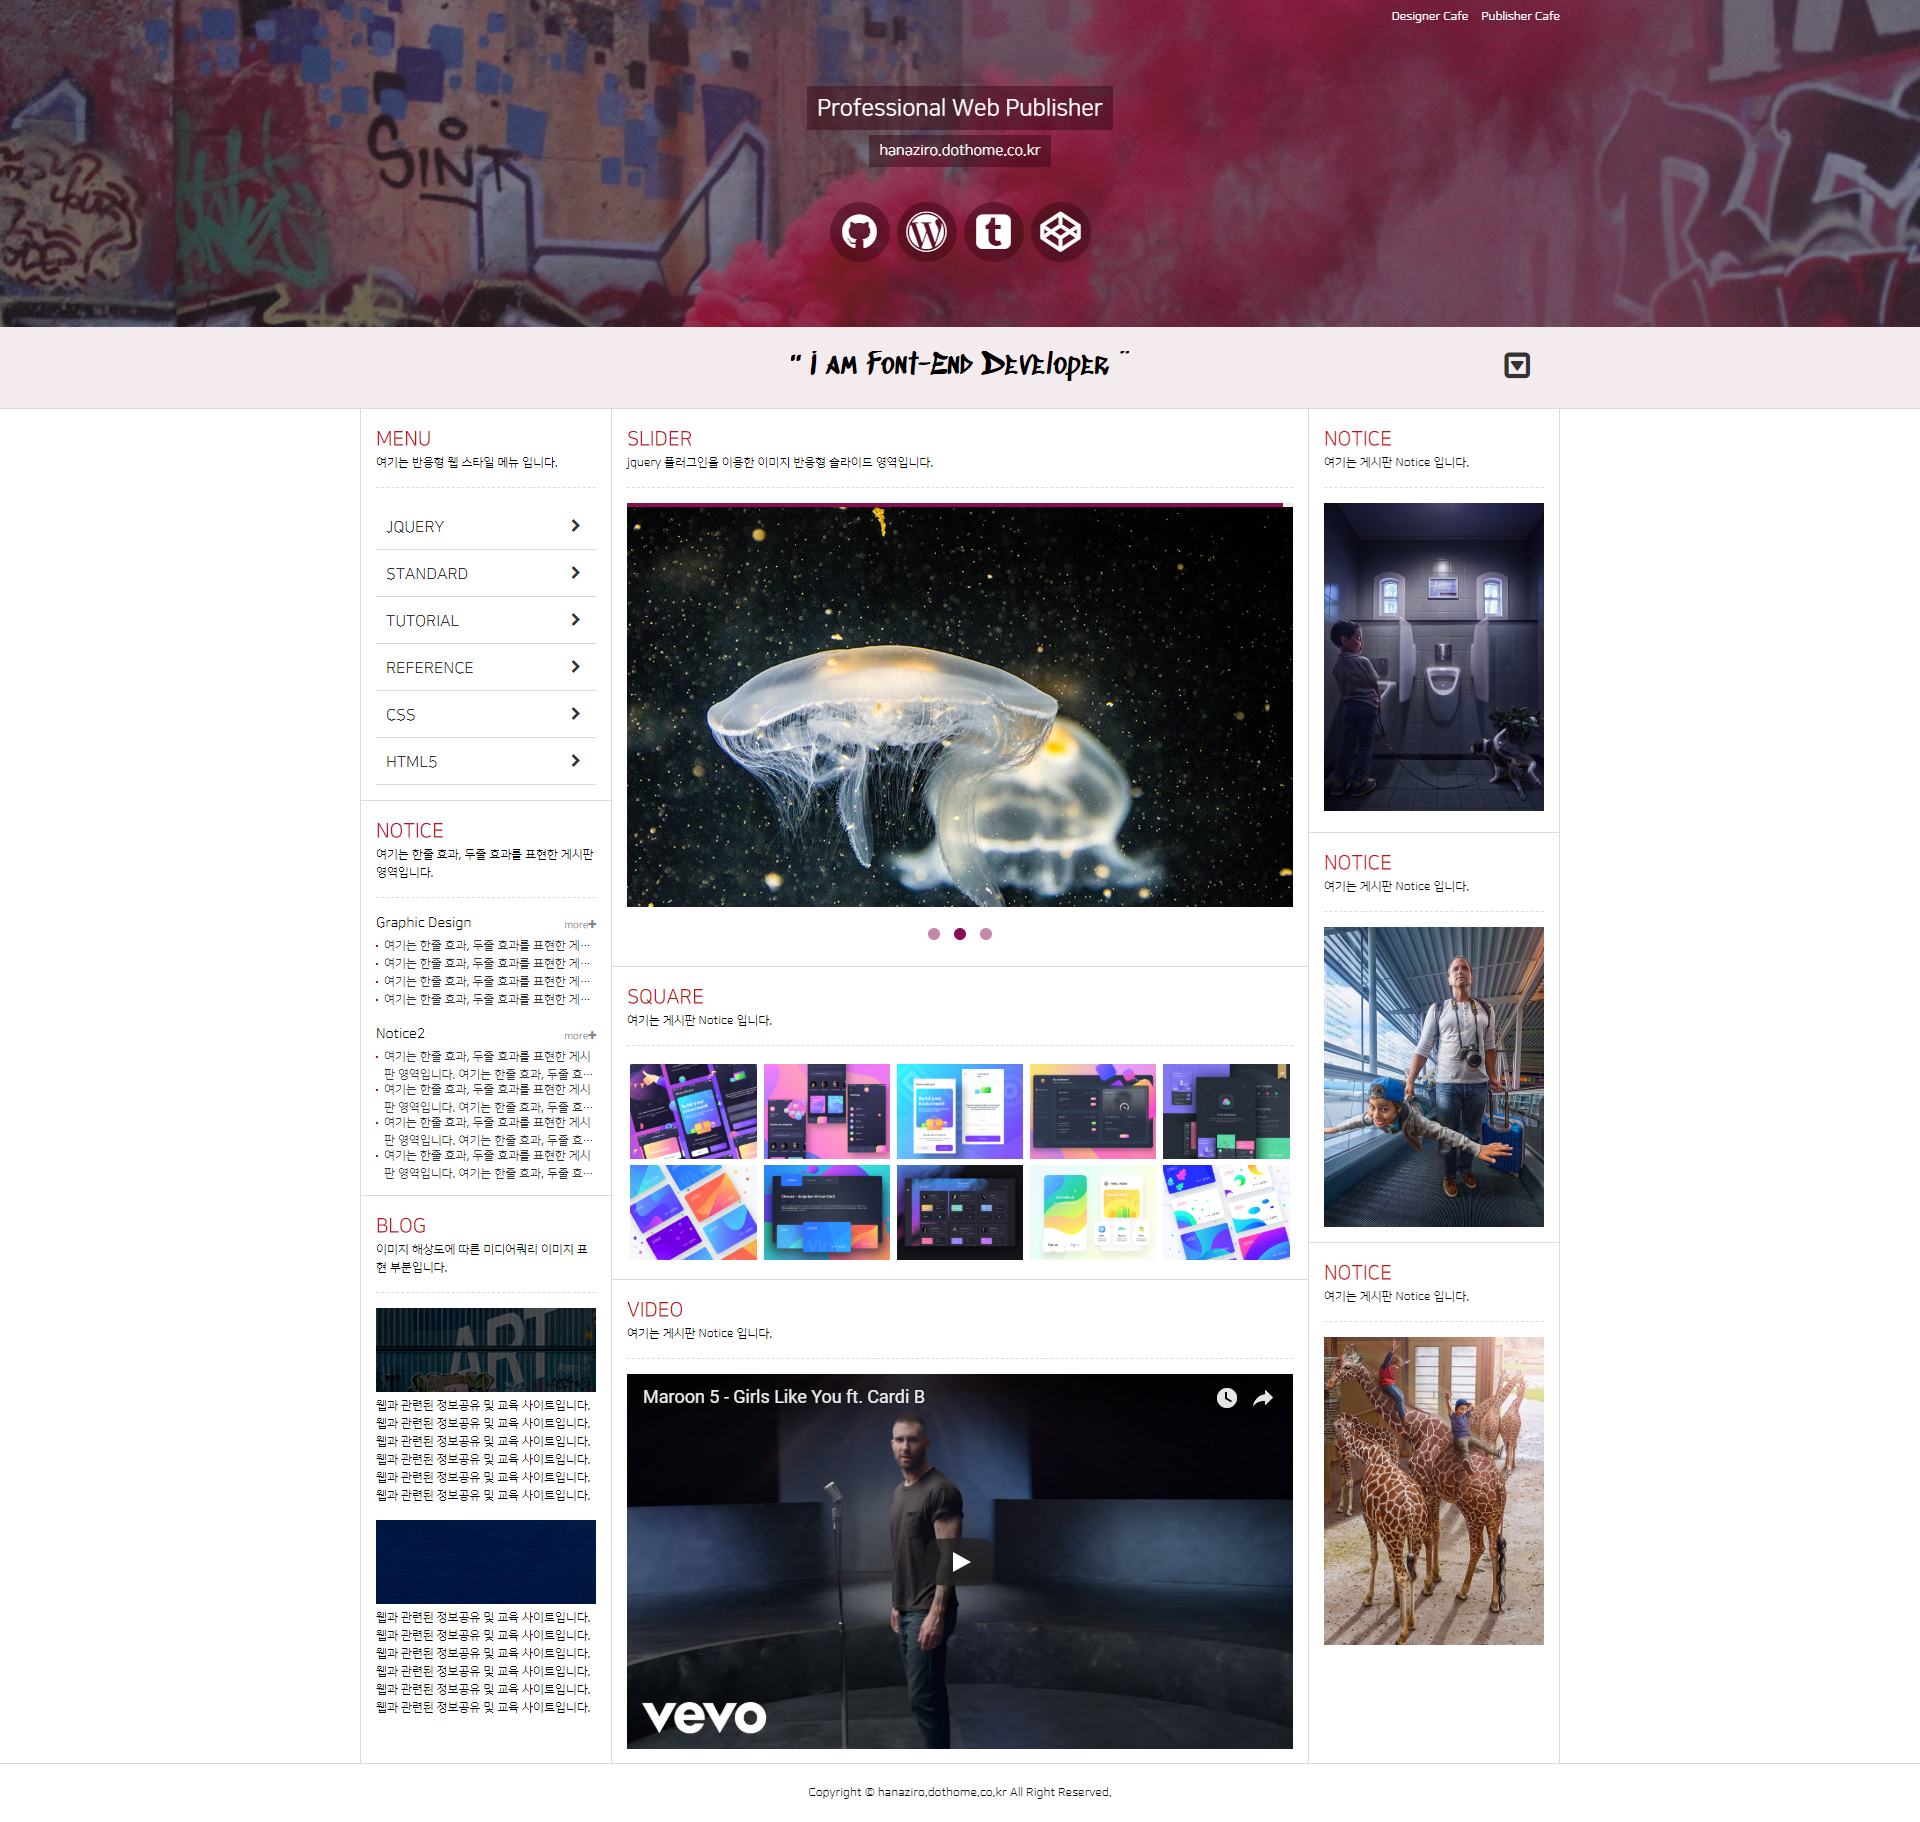 Designer Cafe Publisher Cafe
SiNT
Professional Web Publisher
hanaziro.dothome.co.kr
" I am Font-End Developer "
MENU
여기는 반응형 웹 스타일 메뉴 입니다.
JQUERY
STANDARD
TUTORIAL
REFERENCE
CSS
HTML5
NOTICE
여기는 한줄 효과, 두줄 효과를 표현한 게시판
영역입니다.
Graphic Design more
여기는 한줄 효과, 두줄 효과를 표현한 게…
여기는 한줄 효과, 두줄 효과를 표현한 게…
여기는 한줄 효과, 두줄 효과를 표현한 게…
여기는 한줄 효과, 두줄 효과를 표현한 게…
Notice2 more
여기는 한줄 효과, 두줄 효과를 표현한 게시
판 영역입니다. 여기는 한줄 효과, 두줄 효…
여기는 한줄 효과, 두줄 효과를 표현한 게시
판 영역입니다. 여기는 한줄 효과, 두줄 효…
여기는 한줄 효과, 두줄 효과를 표현한 게시
판 영역입니다. 여기는 한줄 효과, 두줄 효…
여기는 한줄 효과, 두줄 효과를 표현한 게시
판 영역입니다. 여기는 한줄 효과, 두줄 효…
BLOG
이미지 해상도에 따른 미디어쿼리 이미지 표
현 부분입니다.
ART
웹과 관련된 정보공유 및 교육 사이트입니다.
웹과 관련된 정보공유 및 교육 사이트입니다.
웹과 관련된 정보공유 및 교육 사이트입니다.
웹과 관련된 정보공유 및 교육 사이트입니다.
웹과 관련된 정보공유 및 교육 사이트입니다.
웹과 관련된 정보공유 및 교육 사이트입니다.
웹과 관련된 정보공유 및 교육 사이트입니다.
웹과 관련된 정보공유 및 교육 사이트입니다.
웹과 관련된 정보공유 및 교육 사이트입니다.
웹과 관련된 정보공유 및 교육 사이트입니다.
웹과 관련된 정보공유 및 교육 사이트입니다.
웹과 관련된 정보공유 및 교육 사이트입니다.
SLIDER
jquery 플러그인을 이용한 이미지 반응형 슬라이드 영역입니다.
SQUARE
여기는 게시판 Notice 입니다.
Build your
investment
Build your
investment
Choose - Surprise Virtual Card
VIDEO
여기는 게시판 Notice 입니다.
Maroon 5 - Girls Like You ft. Cardi B
vevo
NOTICE
여기는 게시판 Notice 입니다.
NOTICE
여기는 게시판 Notice 입니다.
NOTICE
여기는 게시판 Notice 입니다.
Copyright © hanaziro.dothome.co.kr All Right Reserved.